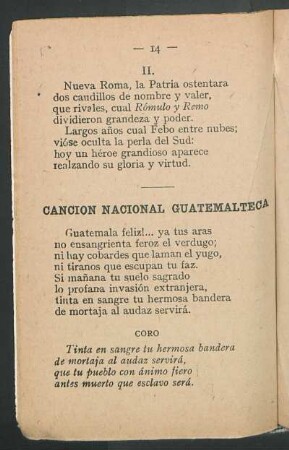 — 14 —
II.
Nueva Roma, la Patria ostentara
dos caudillos de nombre y valer,
que rivales, cual Rómulo y Remo
dividieron grandeza y poder.
Largos años cual Febo entre nubes;
vióse oculta la perla del Sud:
hoy un héroe grandioso aparece
realzando su gloria y virtud.
CANCION NACIONAL GUATEMALTECA
Guatemala feliz!... ya tus aras
no ensangrienta feroz el verdugo;
ni hay cobardes que laman el yugo,
ni tiranos que escupan tu faz.
Si mañana tu suelo sagrado
lo profana invasión extranjera,
tinta en sangre tu hermosa bandera
de mortaja al audaz servirá.
CORO
Tinta en sangre tu hermosa bandera
de mortaja al audaz servirá,
que tu pueblo con ánimo fiero
antes muerto que esclavo será.